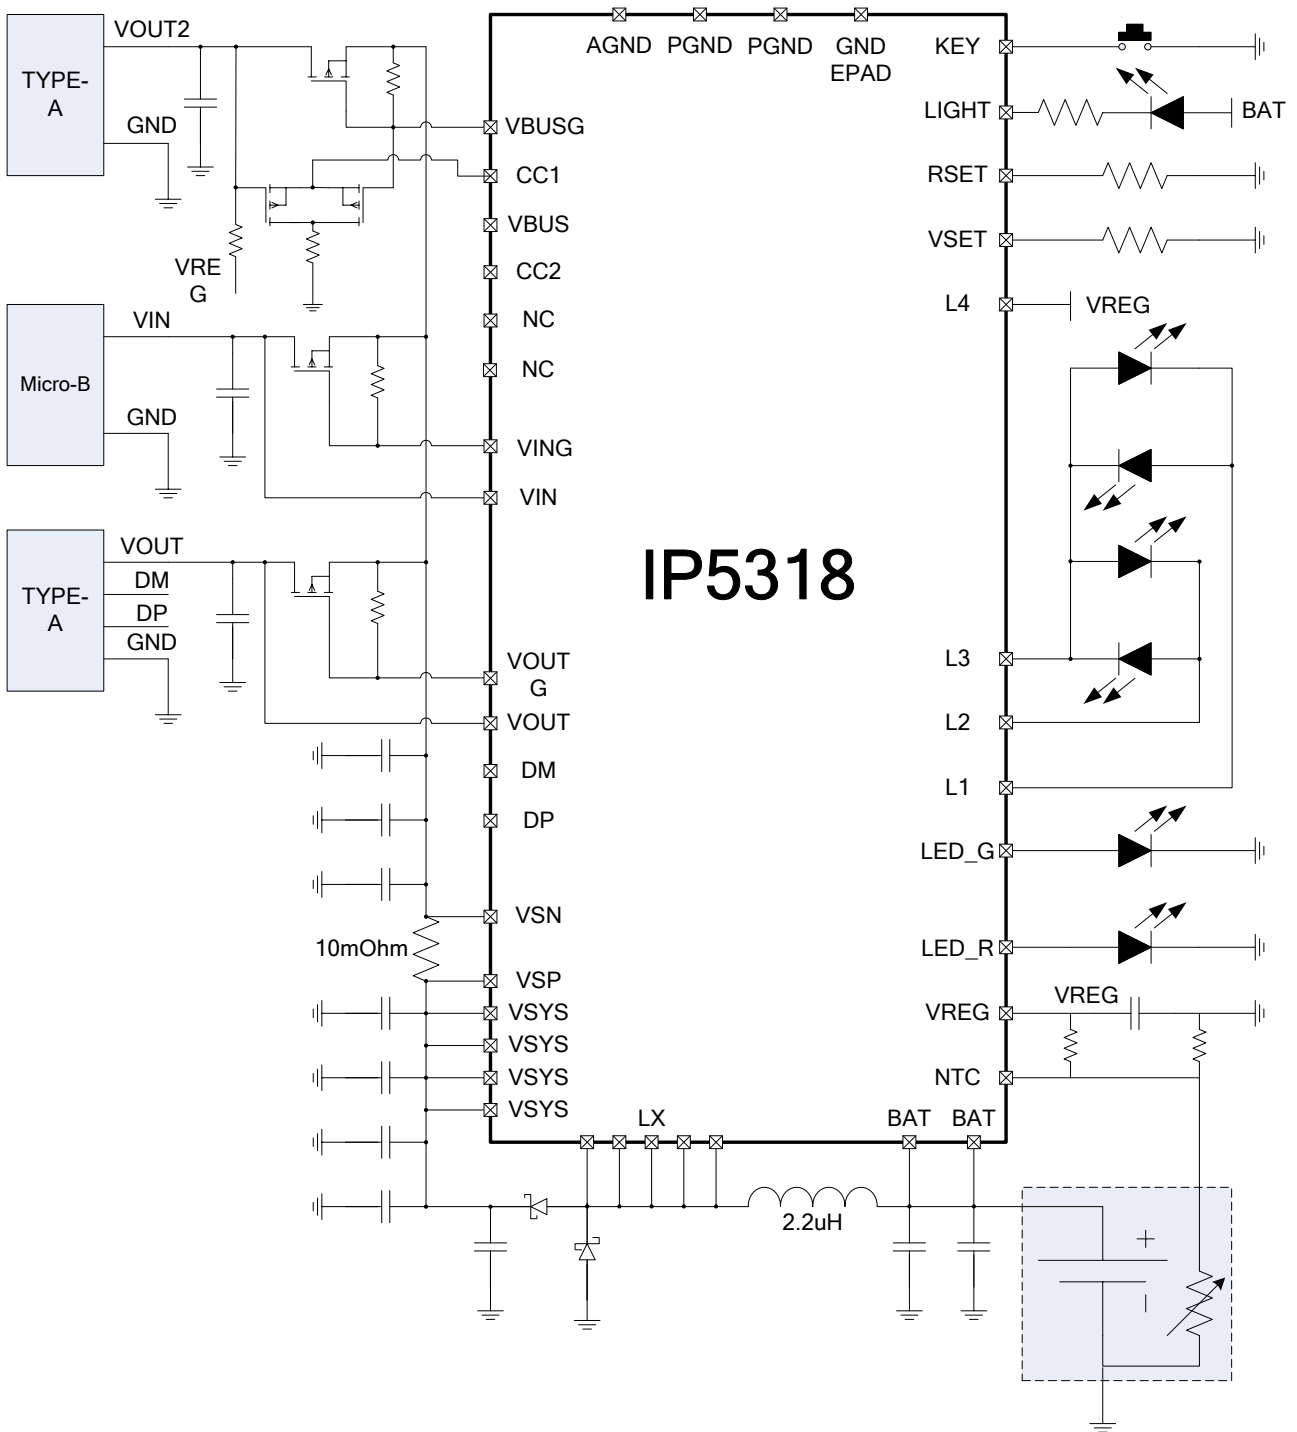 VOUT2
TYPE-
A
GND
VRE
G
VIN
Micro-B
GND
VOUT
TYPE-
A
DM
DP
GND
10mOhm
AGND PGND PGND GND
EPAD
VBUSG
CC1
VBUS
CC2
NC
NC
VING
VIN
VOUT
G
VOUT
DM
DP
VSN
VSP
VSYS
VSYS
VSYS
VSYS
IP5318
LX
BAT BAT
2.2uH
KEY
LIGHT
BAT
RSET
VSET
L4
VREG
L3
L2
L1
LED_G
LED_R
VREG
VREG
NTC
+
−